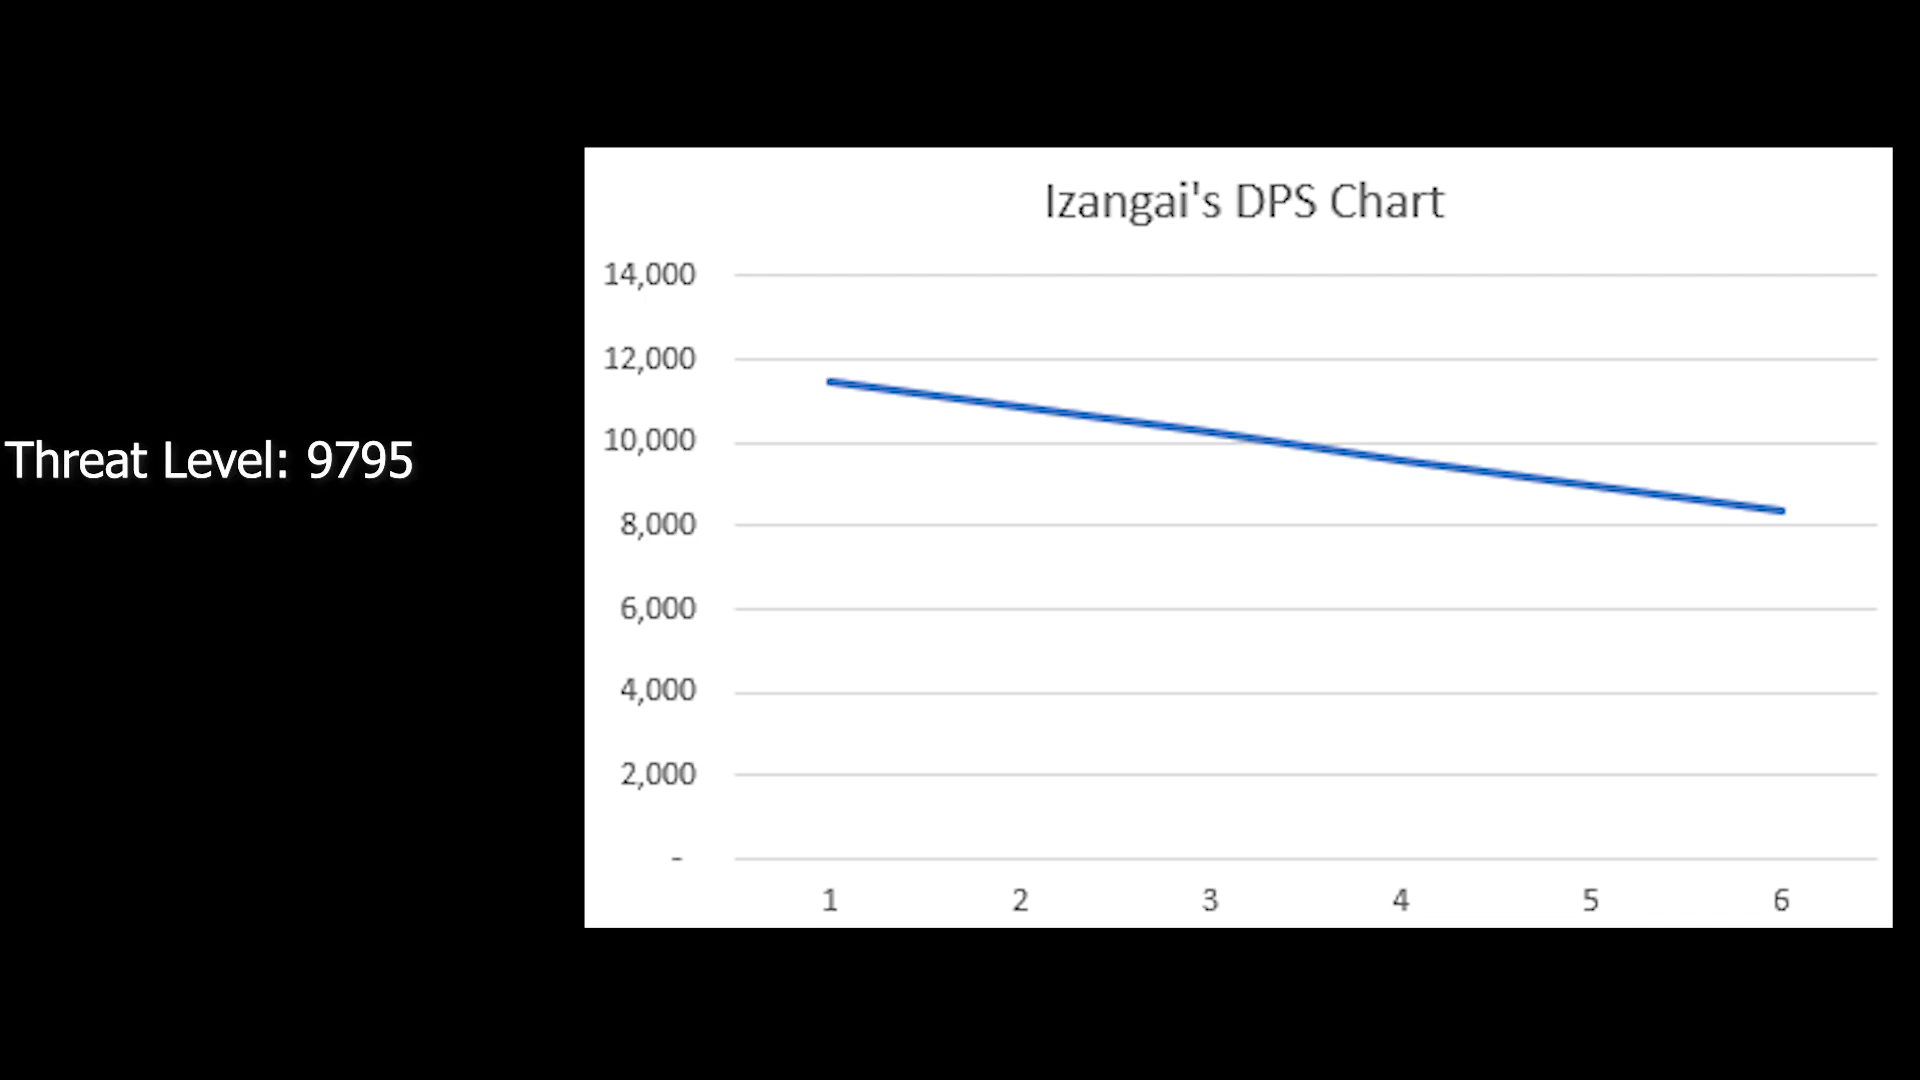 Threat Level: 9795
Izangai's DPS Chart
14,000
12,000
10,000
8,000
6,000
4,000
2,000
-
1 2 3 4 5 6